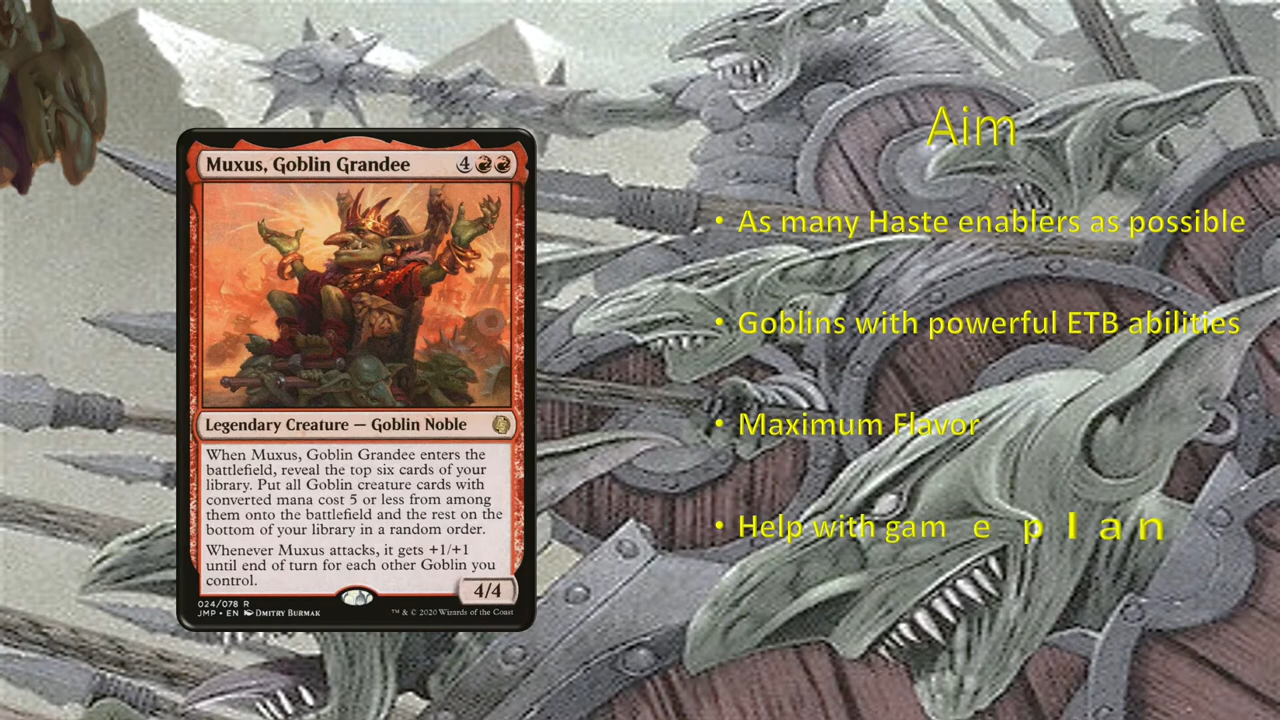 Muxus, Goblin Grandee 4
Legendary Creature — Goblin Noble
When Muxus, Goblin Grandee enters the
battlefield, reveal the top six cards of your
library. Put all Goblin creature cards with
converted mana cost 5 or less from among
them onto the battlefield and the rest on the
bottom of your library in a random order.
Whenever Muxus attacks, it gets +1/+1
until end of turn for each other Goblin you
control.
4/4
024/078 R
JMP • EN DMITRY BURMAK
™ & © 2020 Wizards of the Coast
Aim
• As many Haste enablers as possible
• Goblins with powerful ETB abilities
• Maximum Flavor
• Help with gam e p l a n